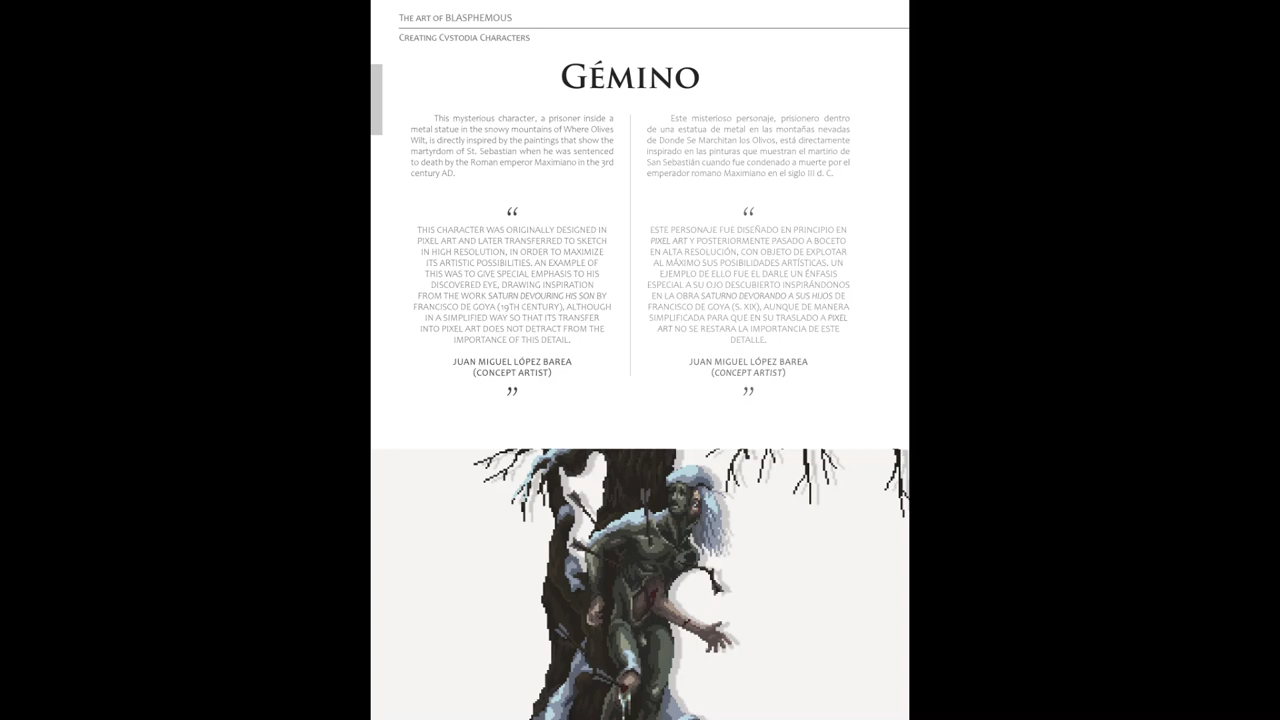 The art of BLASPHEMOUS
Creating Cvstodia Characters
Gémino
This mysterious character, a prisoner inside a
metal statue in the snowy mountains of Where Olives
Wilt, is directly inspired by the paintings that show the
martyrdom of St. Sebastian when he was sentenced
to death by the Roman emperor Maximiano in the 3rd
century AD.
“
THIS CHARACTER WAS ORIGINALLY DESIGNED IN
PIXEL ART AND LATER TRANSFERRED TO SKETCH
IN HIGH RESOLUTION, IN ORDER TO MAXIMIZE
ITS ARTISTIC POSSIBILITIES. AN EXAMPLE OF
THIS WAS TO GIVE SPECIAL EMPHASIS TO HIS
DISCOVERED EYE, DRAWING INSPIRATION
FROM THE WORK SATURN DEVOURING HIS SON BY
FRANCISCO DE GOYA (19TH CENTURY), ALTHOUGH
IN A SIMPLIFIED WAY SO THAT ITS TRANSFER
INTO PIXEL ART DOES NOT DETRACT FROM THE
IMPORTANCE OF THIS DETAIL.
JUAN MIGUEL LÓPEZ BAREA
(CONCEPT ARTIST)
”
Este misterioso personaje, prisionero dentro
de una estatua de metal en las montañas nevadas
de Donde Se Marchitan los Olivos, está directamente
inspirado en las pinturas que muestran el martirio de
San Sebastián cuando fue condenado a muerte por el
emperador romano Maximiano en el siglo III d. C.
“
ESTE PERSONAJE FUE DISEÑADO EN PRINCIPIO EN
PIXEL ART Y POSTERIORMENTE PASADO A BOCETO
EN ALTA RESOLUCIÓN, CON OBJETO DE EXPLOTAR
AL MÁXIMO SUS POSIBILIDADES ARTÍSTICAS. UN
EJEMPLO DE ELLO FUE EL DARLE UN ÉNFASIS
ESPECIAL A SU OJO DESCUBIERTO INSPIRÁNDONOS
EN LA OBRA SATURNO DEVORANDO A SUS HIJOS DE
FRANCISCO DE GOYA (S. XIX), AUNQUE DE MANERA
SIMPLIFICADA PARA QUE EN SU TRASLADO A PIXEL
ART NO SE RESTARA LA IMPORTANCIA DE ESTE
DETALLE.
JUAN MIGUEL LÓPEZ BAREA
(CONCEPT ARTIST)
”